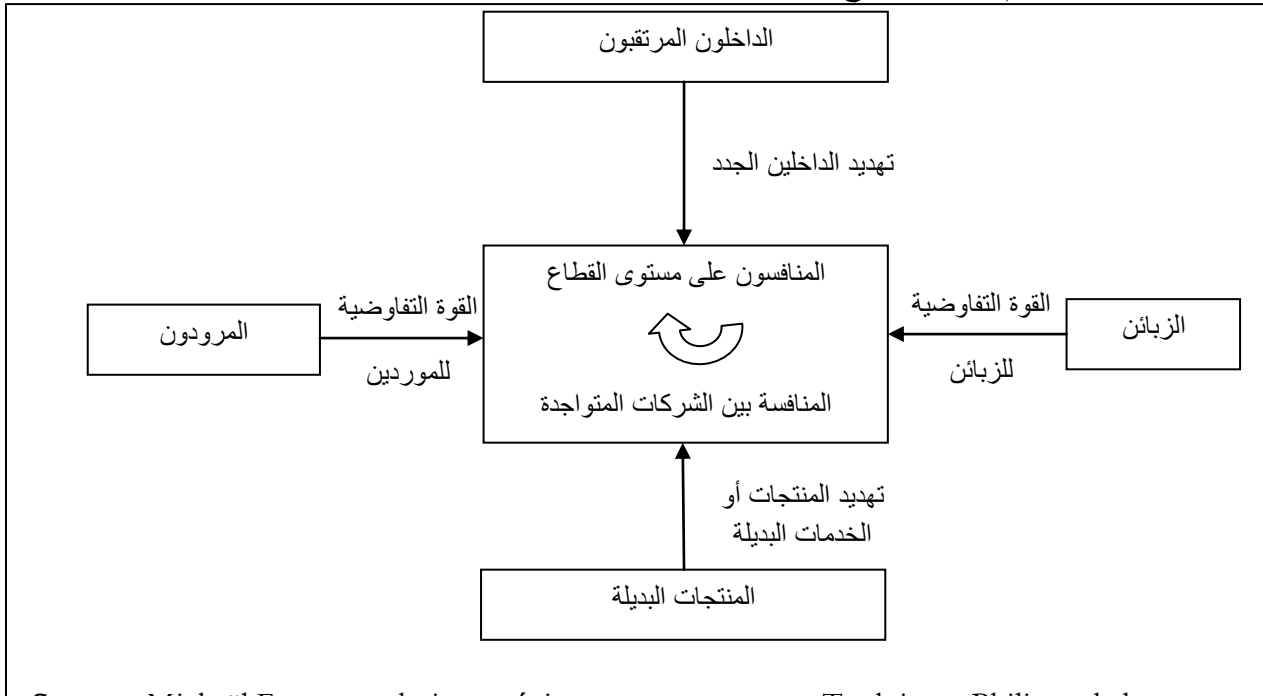 الداخلون المرتقبون
تهديد الداخلين الجدد
المنافسون على مستوى القطاع
القوة التفاوضية
الزبائن
للزبائن
القوة التفاوضية
المرودون
للموردين
المنافسة بين الشركات المتواجدة
تهديد المنتجات أو
الخدمات البديلة
المنتجات البديلة